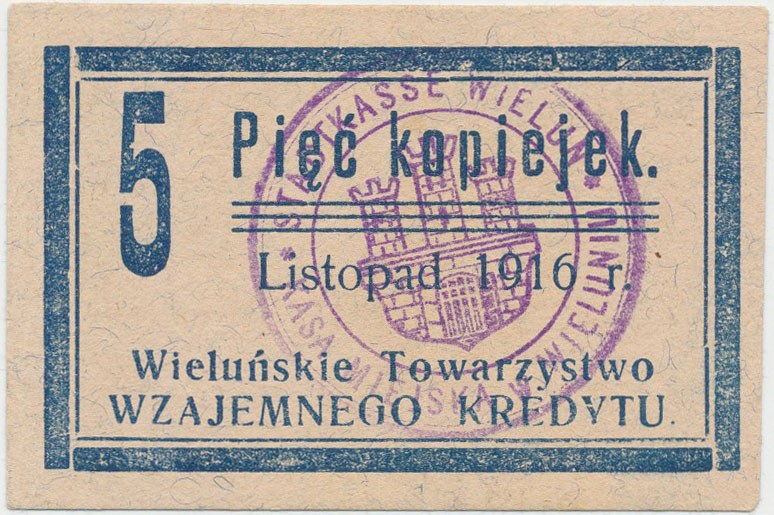 5
Pięć kopiejek.
Listopad 1916 r.
Wieluńskie Towarzystwo
WZAJEMNEGO KREDYTU.
* STADTKASSE WIELUN *
KASA MIEJSKA W WIELUNIU